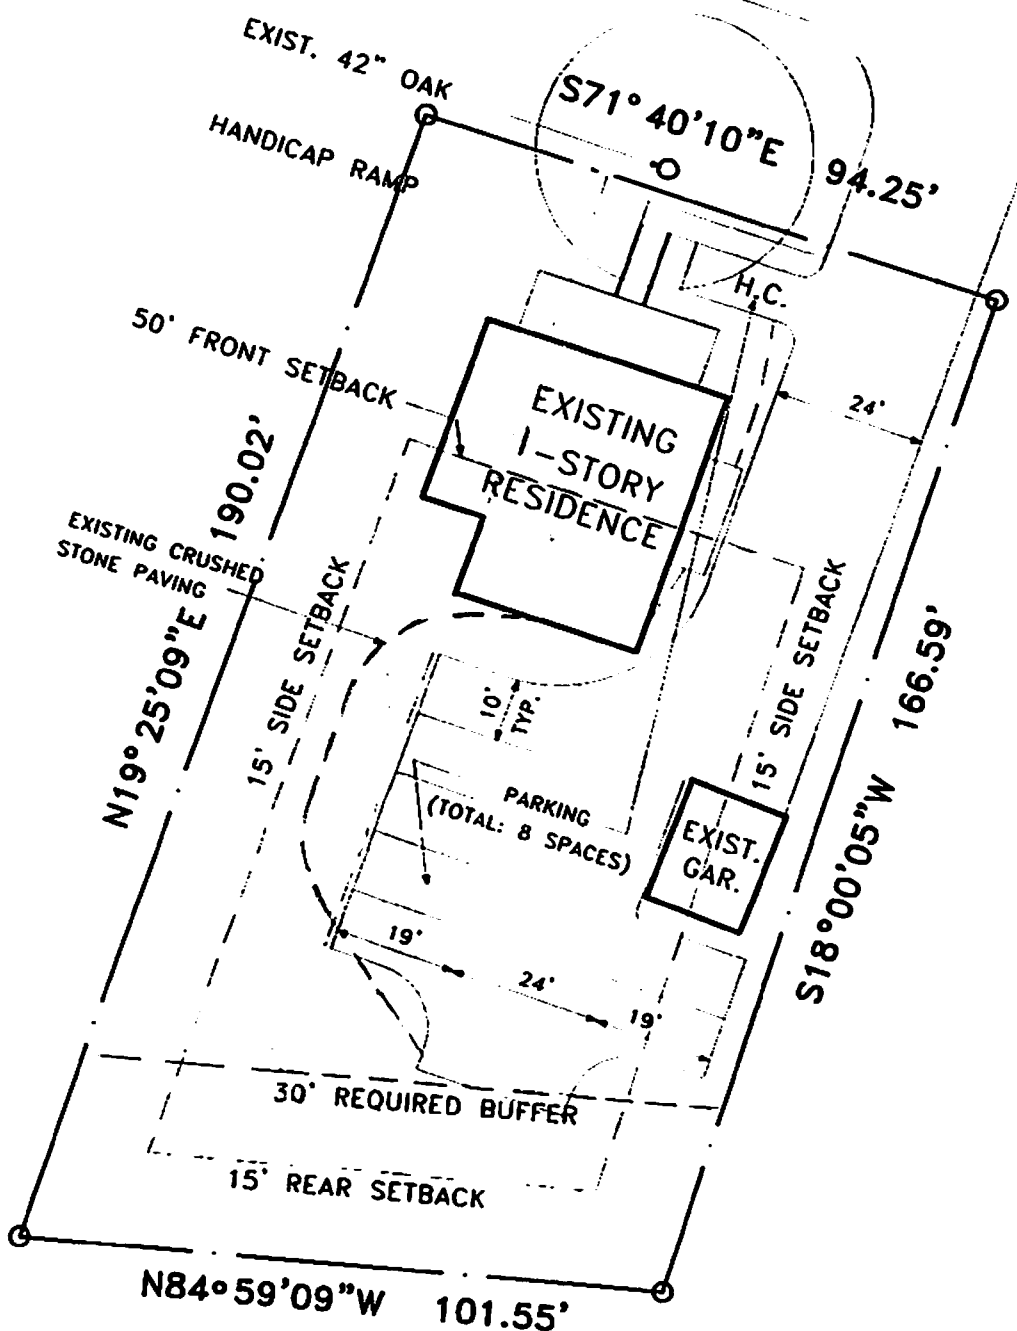 EXIST. 42" OAK
S71°40'10"E 94.25'
HANDICAP RAMP
H.C.
50' FRONT SETBACK
24'
EXISTING
1-STORY
RESIDENCE
N19°25'09"E 190.02'
EXISTING CRUSHED
STONE PAVING
15' SIDE SETBACK
15' SIDE SETBACK
S18°00'05"W 166.59'
10'
TYP.
PARKING
(TOTAL: 8 SPACES)
EXIST.
GAR.
19'
24'
19'
30' REQUIRED BUFFER
15' REAR SETBACK
N84°59'09"W 101.55'